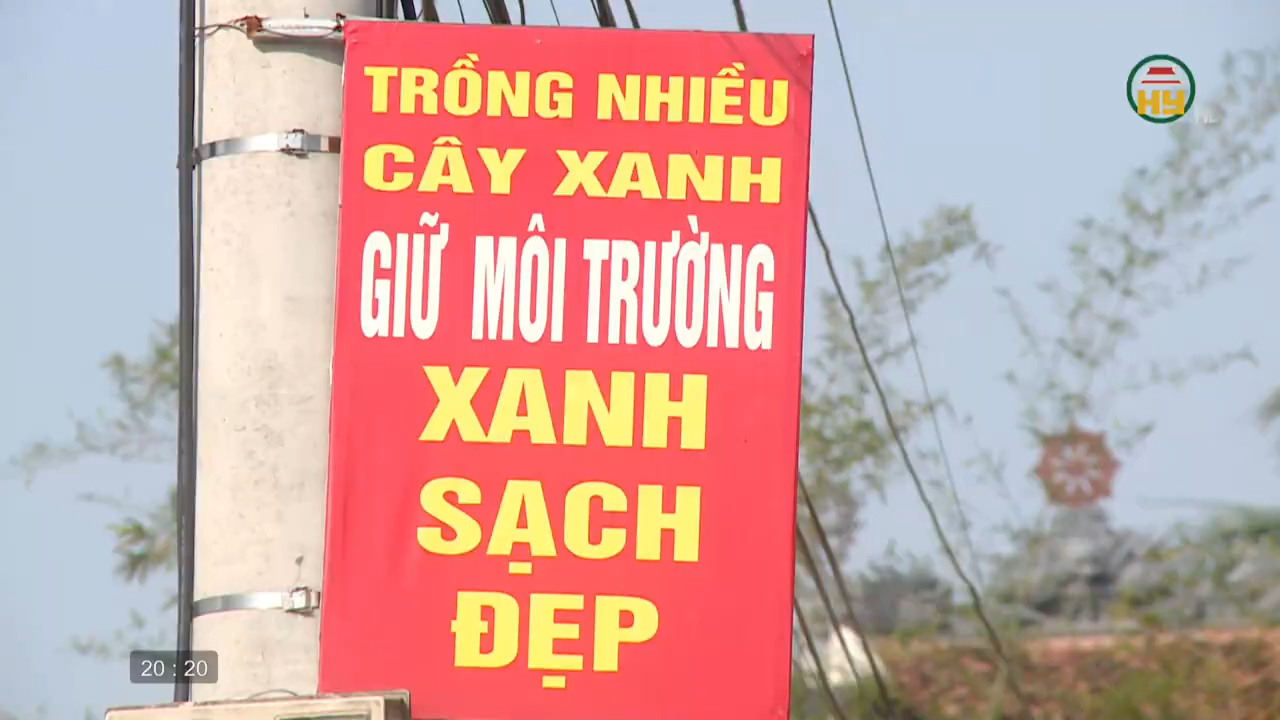 TRỒNG NHIỀU
CÂY XANH
GIỮ MÔI TRƯỜNG
XANH
SẠCH
ĐẸP
HY
20 : 20